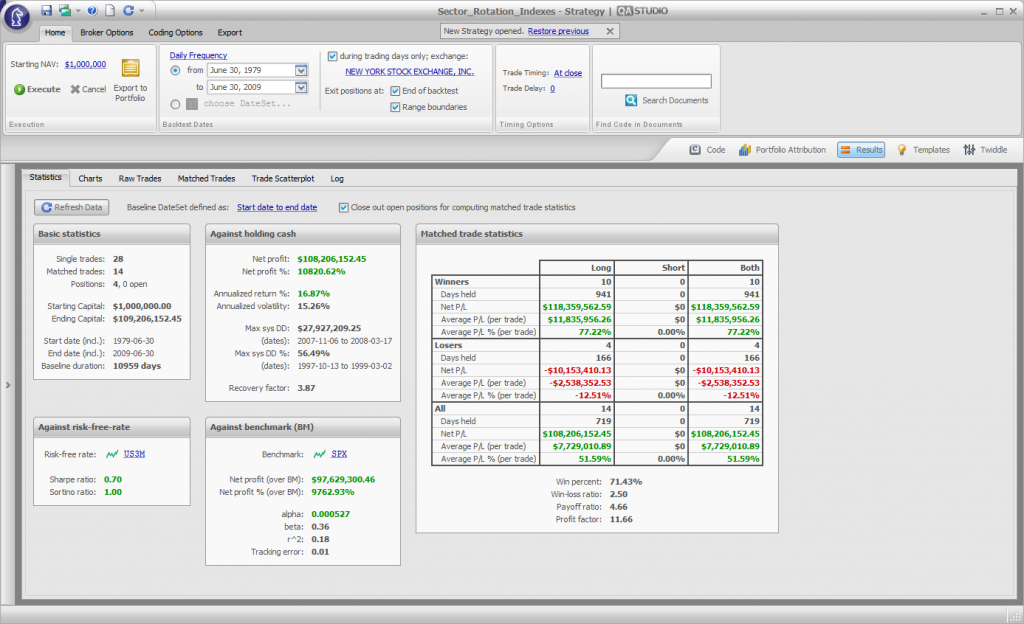 Sector_Rotation_Indexes - Strategy | QASTUDIO
Home Broker Options Coding Options Export
New Strategy opened. Restore previous
Starting NAV: $1,000,000
Execute Cancel
Export to
Portfolio
Execution
Daily Frequency
from June 30, 1979
to June 30, 2009
choose DateSet...
Backtest Dates
during trading days only; exchange:
NEW YORK STOCK EXCHANGE, INC.
Exit positions at: End of backtest
Range boundaries
Trade Timing: At close
Trade Delay: 0
Timing Options
Search Documents
Find Code in Documents
Code Portfolio Attribution Results Templates Twiddle
Statistics Charts Raw Trades Matched Trades Trade Scatterplot Log
Refresh Data Baseline DateSet defined as: Start date to end date Close out open positions for computing matched trade statistics
Basic statistics
Single trades: 28
Matched trades: 14
Positions: 4, 0 open
Starting Capital: $1,000,000.00
Ending Capital: $109,206,152.45
Start date (incl.): 1979-06-30
End date (incl.): 2009-06-30
Baseline duration: 10959 days
Against holding cash
Net profit: $108,206,152.45
Net profit %: 10820.62%
Annualized return %: 16.87%
Annualized volatility: 15.26%
Max sys DD: $27,927,209.25
(dates): 2007-11-06 to 2008-03-17
Max sys DD %: 56.49%
(dates): 1997-10-13 to 1999-03-02
Recovery factor: 3.87
Against risk-free-rate
Risk-free rate: US3M
Sharpe ratio: 0.70
Sortino ratio: 1.00
Against benchmark (BM)
Benchmark: SPX
Net profit (over BM): $97,629,300.46
Net profit % (over BM): 9762.93%
alpha: 0.000527
beta: 0.36
r^2: 0.18
Tracking error: 0.01
Matched trade statistics
Long Short Both
Winners 10 0 10
Days held 941 0 941
Net P/L $118,359,562.59 $0 $118,359,562.59
Average P/L (per trade) $11,835,956.26 $0 $11,835,956.26
Average P/L % (per trade) 77.22% 0.00% 77.22%
Losers 4 0 4
Days held 166 0 166
Net P/L -$10,153,410.13 $0 -$10,153,410.13
Average P/L (per trade) -$2,538,352.53 $0 -$2,538,352.53
Average P/L % (per trade) -12.51% 0.00% -12.51%
All 14 0 14
Days held 719 0 719
Net P/L $108,206,152.45 $0 $108,206,152.45
Average P/L (per trade) $7,729,010.89 $0 $7,729,010.89
Average P/L % (per trade) 51.59% 0.00% 51.59%
Win percent: 71.43%
Win-loss ratio: 2.50
Payoff ratio: 4.66
Profit factor: 11.66